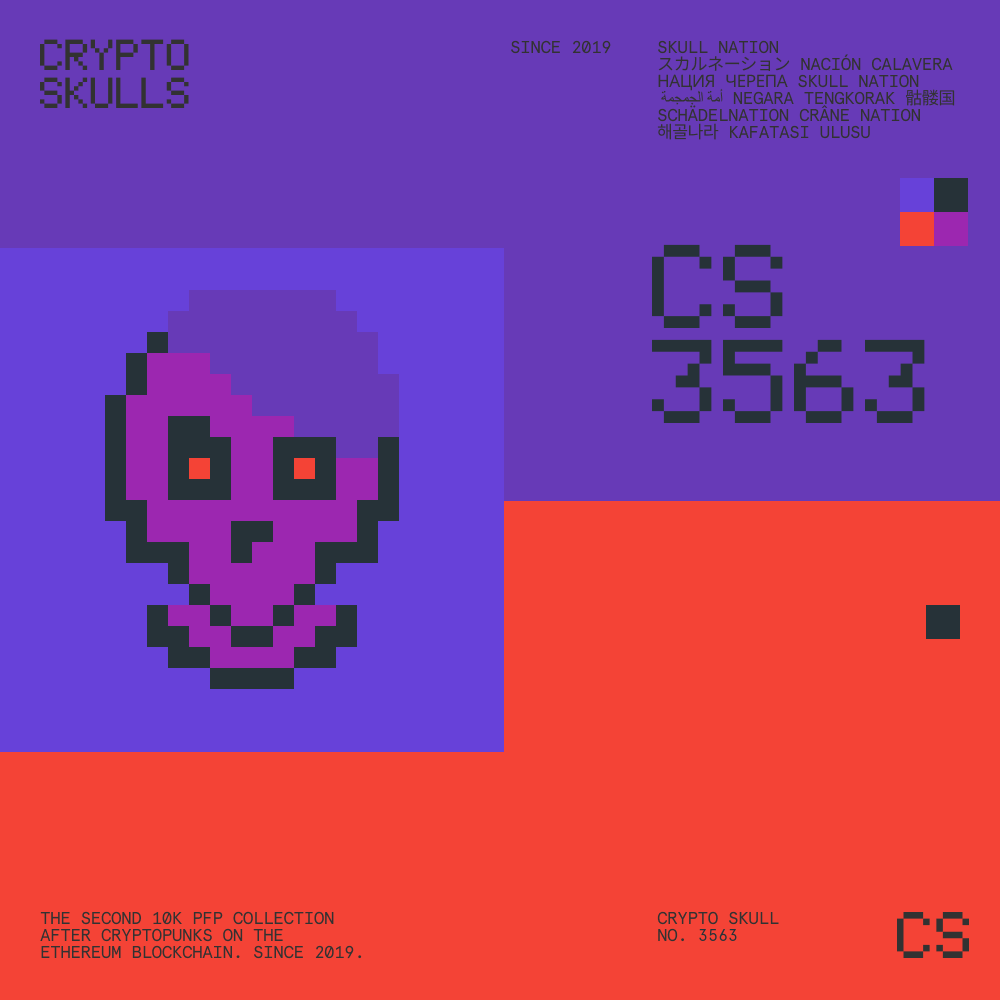 CRYPTO
SKULLS
SINCE 2019
SKULL NATION
スカルネーション NACIÓN CALAVERA
НАЦИЯ ЧЕРЕПА SKULL NATION
أمة الجمجمة NEGARA TENGKORAK 骷髅国
SCHÄDELNATION CRÂNE NATION
해골나라 KAFATASI ULUSU
CS
3563
THE SECOND 10K PFP COLLECTION
AFTER CRYPTOPUNKS ON THE
ETHEREUM BLOCKCHAIN. SINCE 2019.
CRYPTO SKULL
NO. 3563
CS